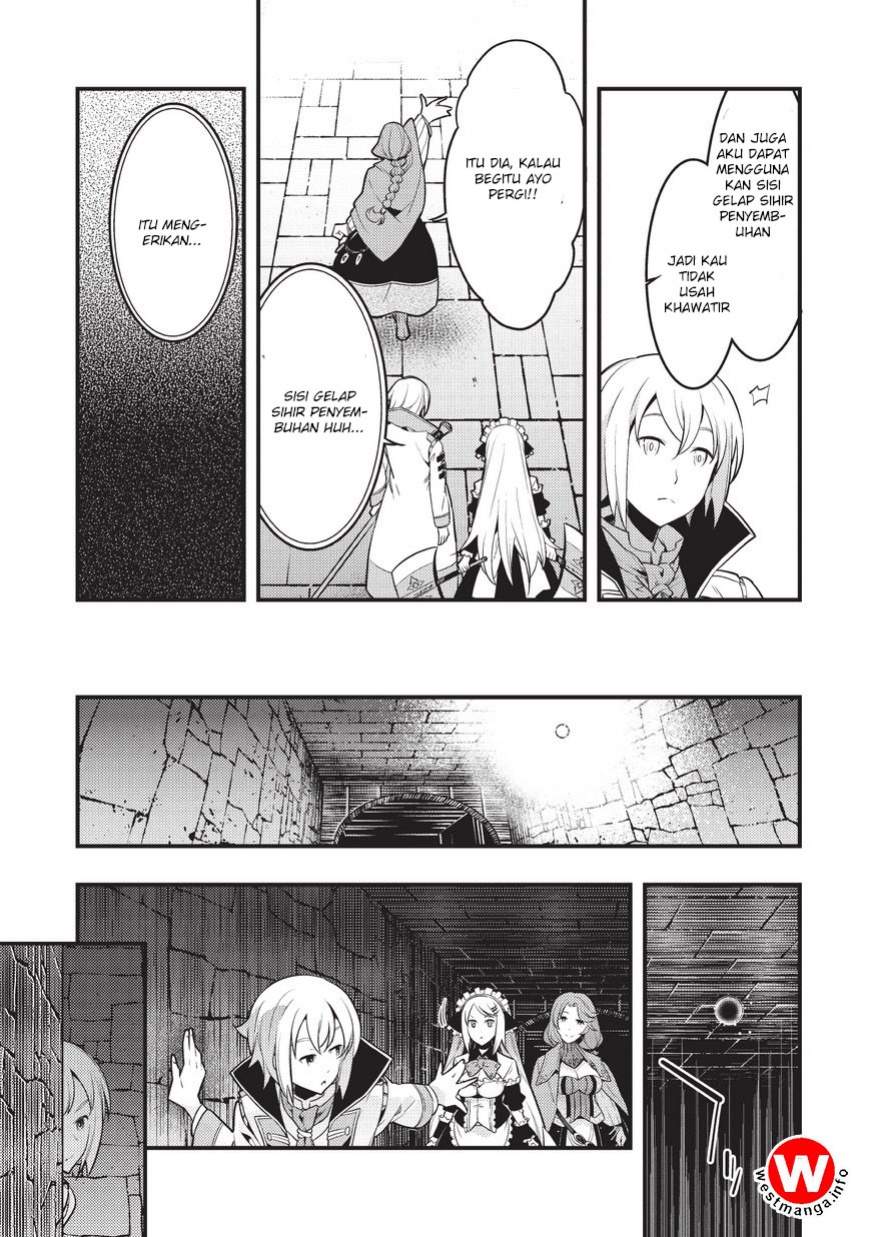 DAN JUGA
AKU DAPAT
MENGGUNA
KAN SISI
GELAP SIHIR
PENYEMB-
UHAN
JADI KAU
TIDAK
USAH
KHAWATIR
ITU DIA, KALAU
BEGITU AYO
PERGI!!
SISI GELAP
SIHIR PENYEM-
BUHAN HUH...
ITU MENG-
ERIKAN...
W
westmanga.info